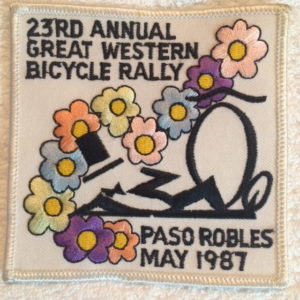 23RD ANNUAL
GREAT WESTERN
BICYCLE RALLY
PASO ROBLES
MAY 1987